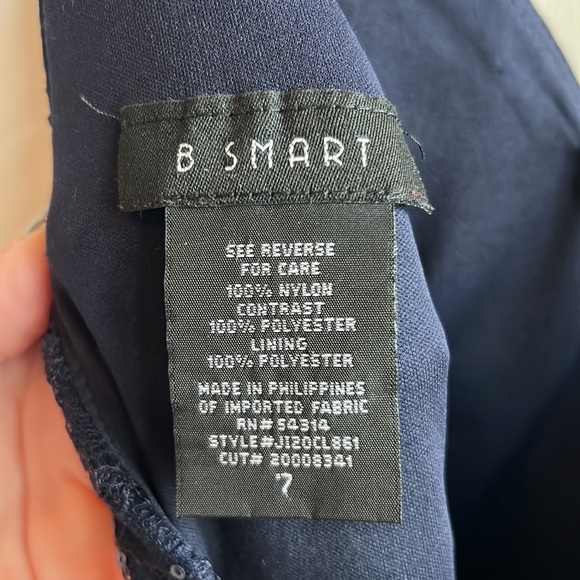 B SMART
SEE REVERSE
FOR CARE
100% NYLON
CONTRAST
100% POLYESTER
LINING
100% POLYESTER
MADE IN PHILIPPINES
OF IMPORTED FABRIC
RN# 54314
STYLE#J120CL861
CUT# 20008341
7